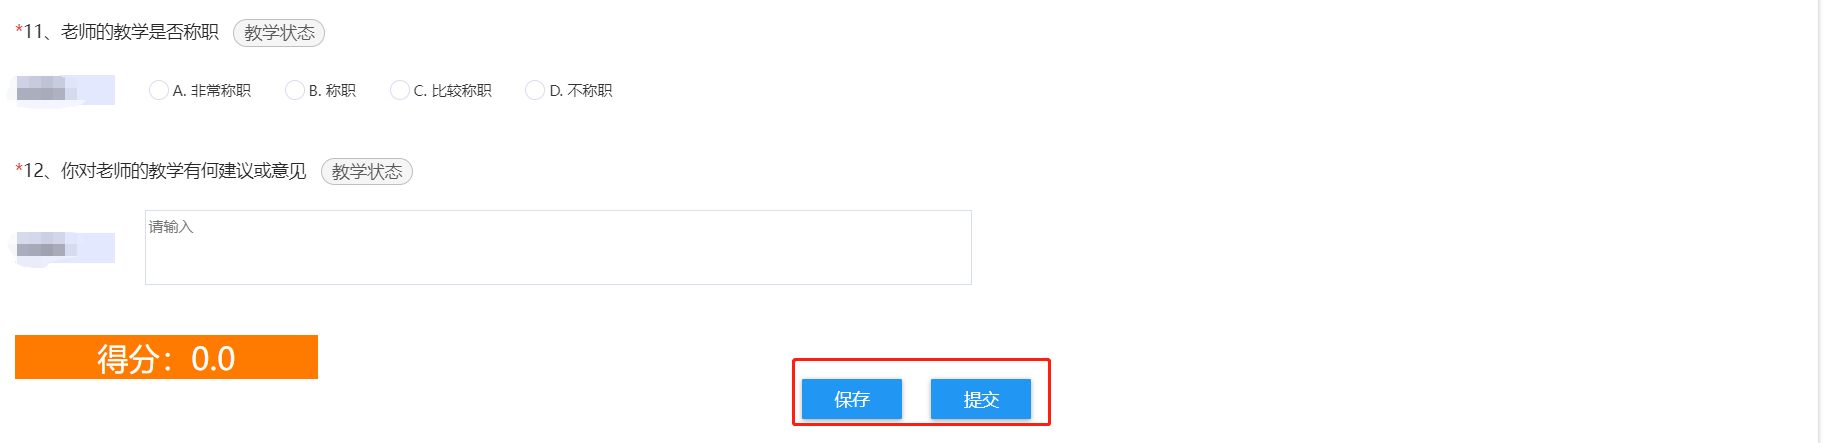 *11、老师的教学是否称职 教学状态
A. 非常称职 B. 称职 C. 比较称职 D. 不称职
*12、你对老师的教学有何建议或意见 教学状态
请输入
得分：0.0
保存 提交